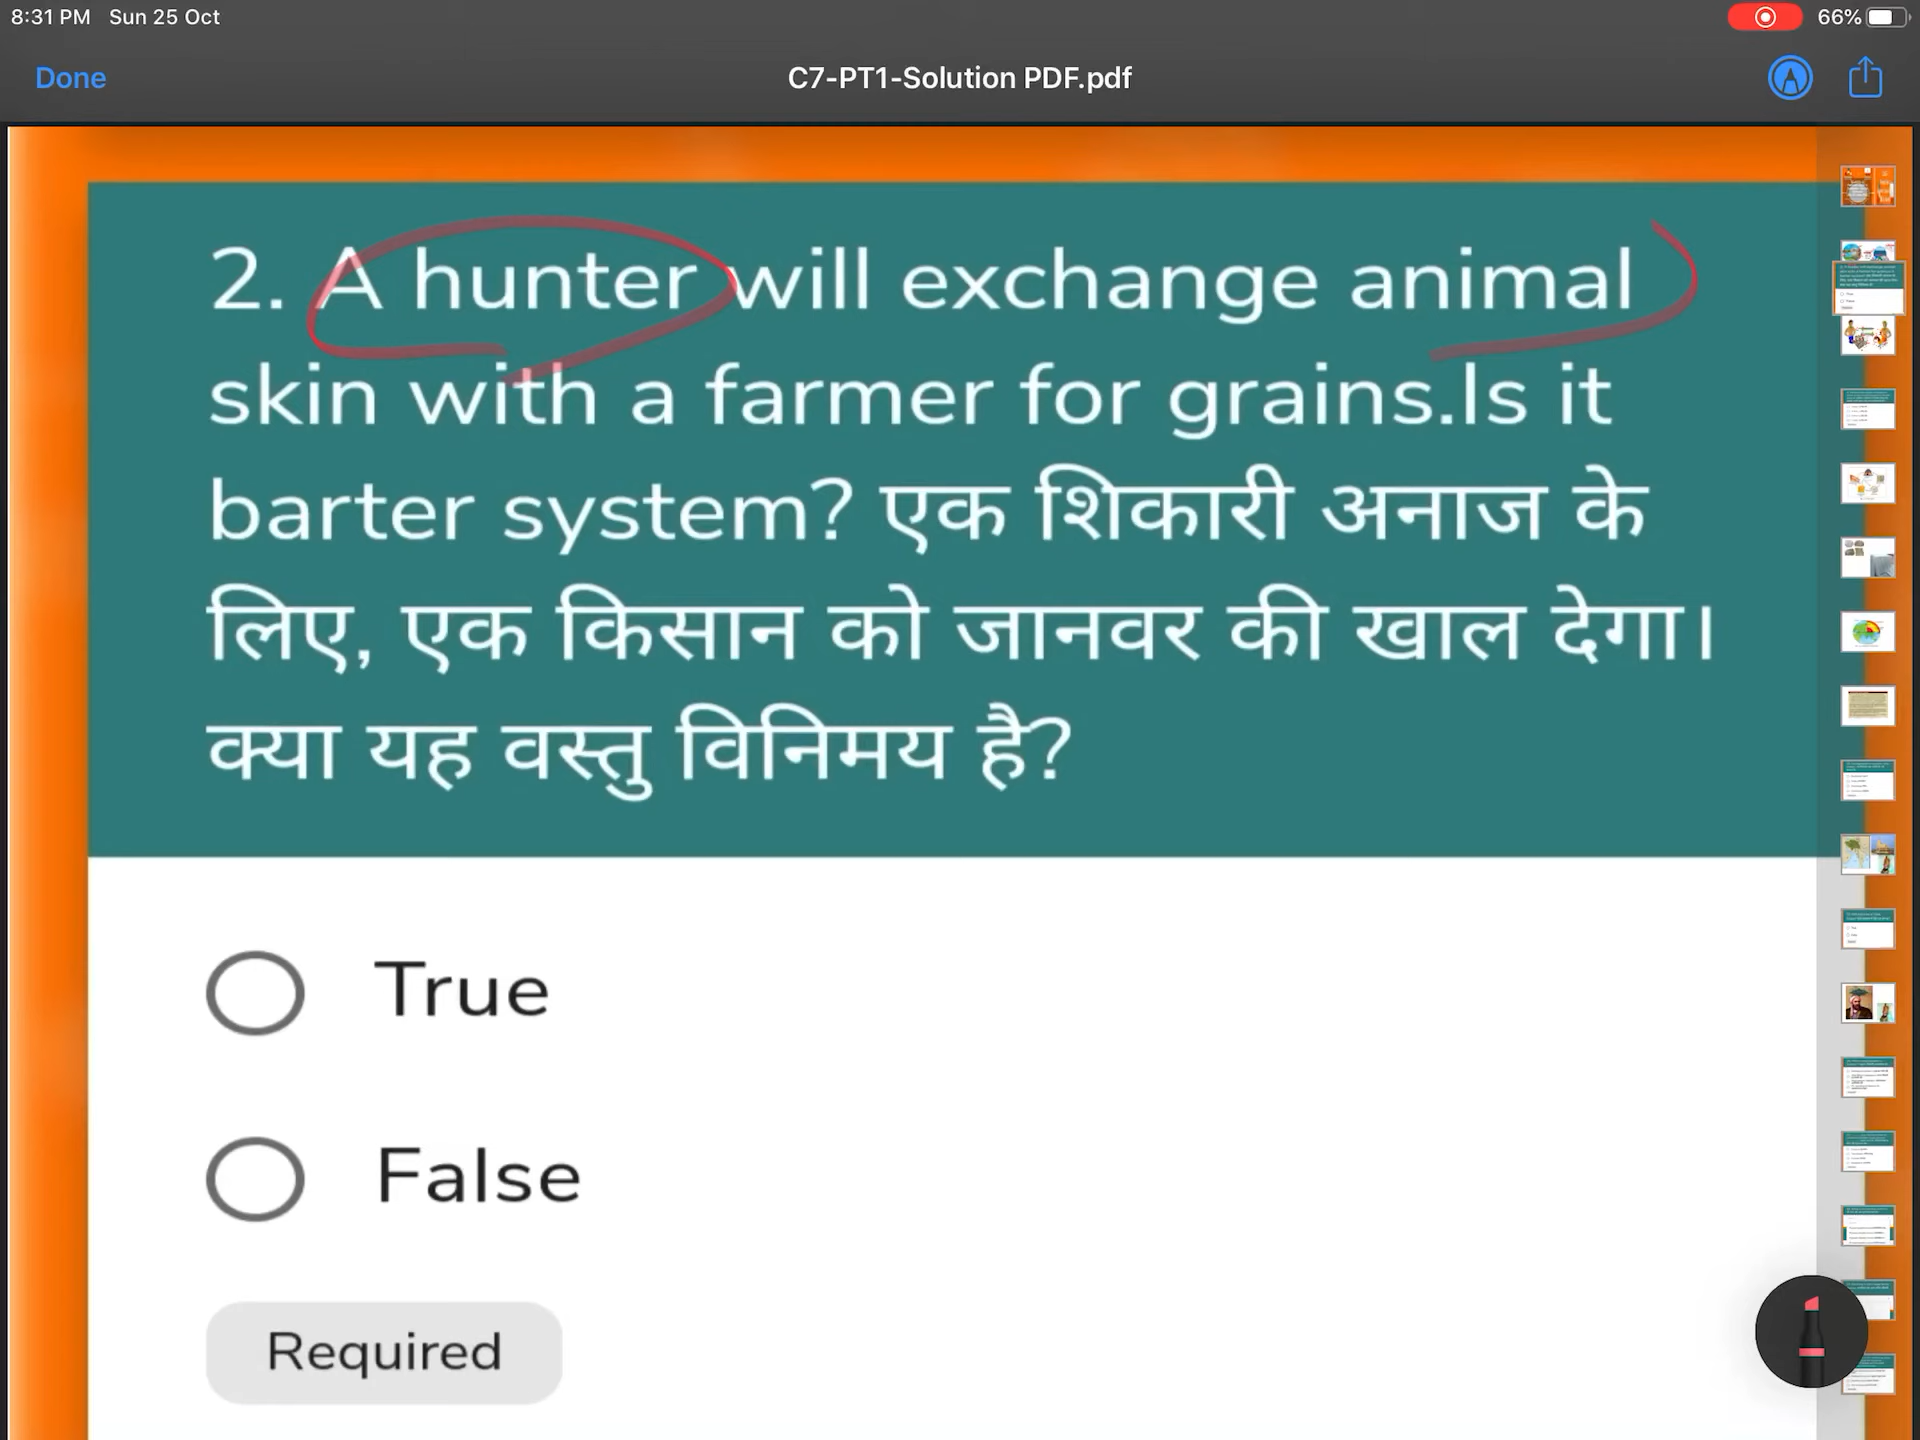 8:31 PM Sun 25 Oct
66%
Done
C7-PT1-Solution PDF.pdf
2. A hunter will exchange animal
skin with a farmer for grains.Is it
barter system? एक शिकारी अनाज के
लिए, एक किसान को जानवर की खाल देगा।
क्या यह वस्तु विनिमय है?
True
False
Required